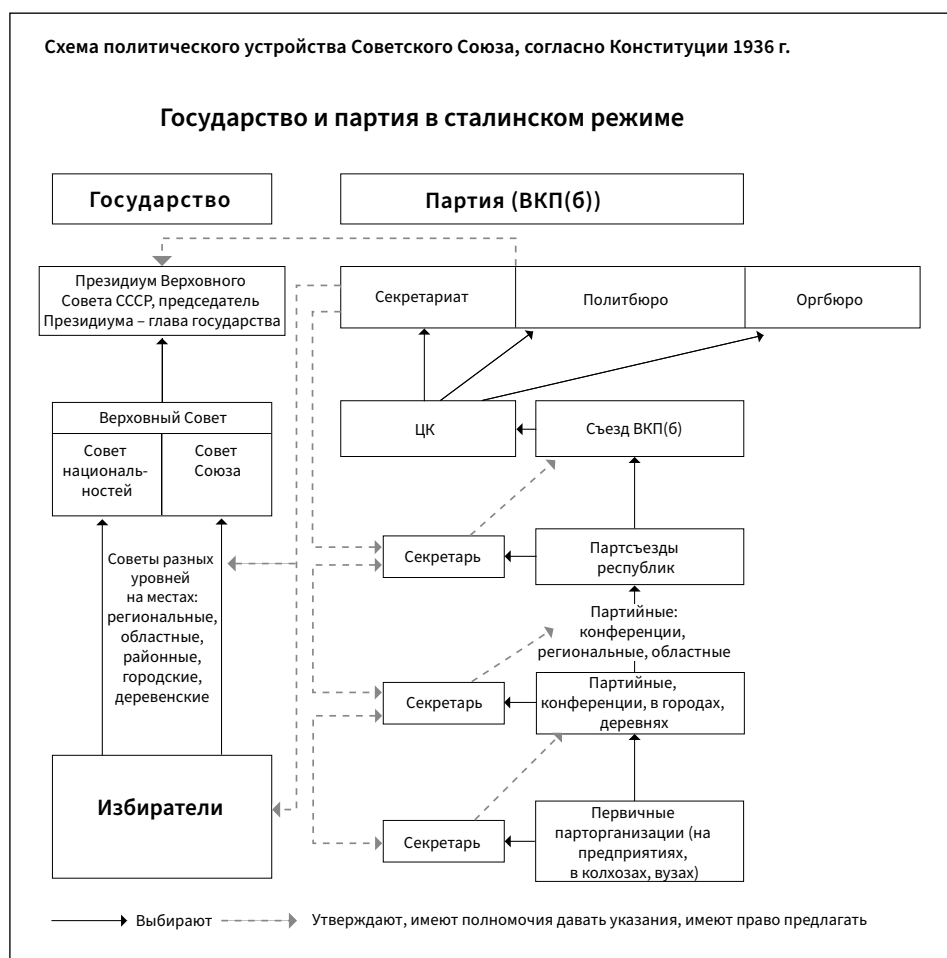 Схема политического устройства Советского Союза, согласно Конституции 1936 г.
Государство и партия в сталинском режиме
Государство
Партия (ВКП(б))
Президиум Верховного
Совета СССР, председатель
Президиума – глава государства
Секретариат
Политбюро
Оргбюро
Верховный Совет
Совет
националь-
ностей
Совет
Союза
ЦК
Съезд ВКП(б)
Советы разных
уровней
на местах:
региональные,
областные,
районные,
городские,
деревенские
Секретарь
Партсъезды
республик
Партийные:
конференции,
региональные, областные
Секретарь
Партийные,
конференции, в городах,
деревнях
Избиратели
Секретарь
Первичные
парторганизации (на
предприятиях,
в колхозах, вузах)
Выбирают
Утверждают, имеют полномочия давать указания, имеют право предлагать